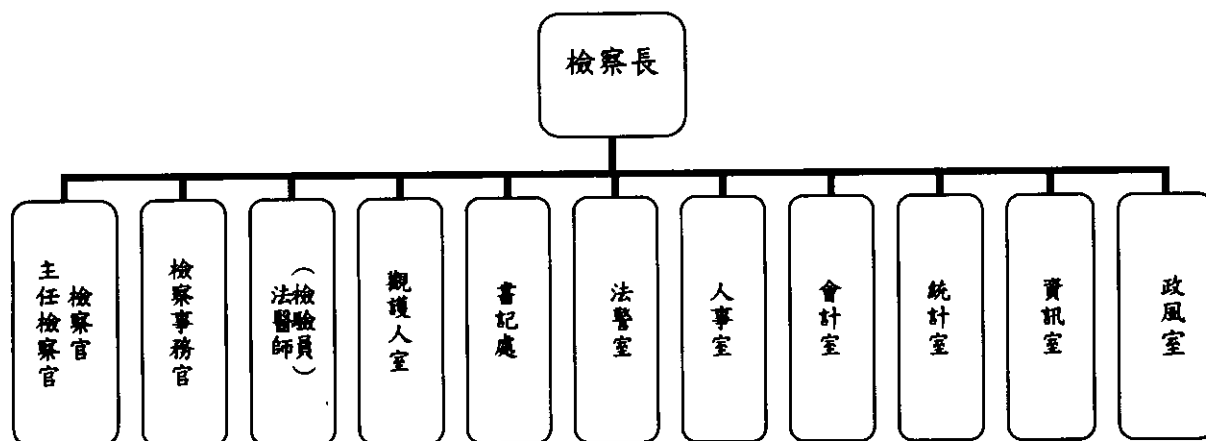 檢察長
主任檢察官
檢察官
檢察事務官
法醫師
（檢驗員）
觀護人室
書記處
法警室
人事室
會計室
統計室
資訊室
政風室